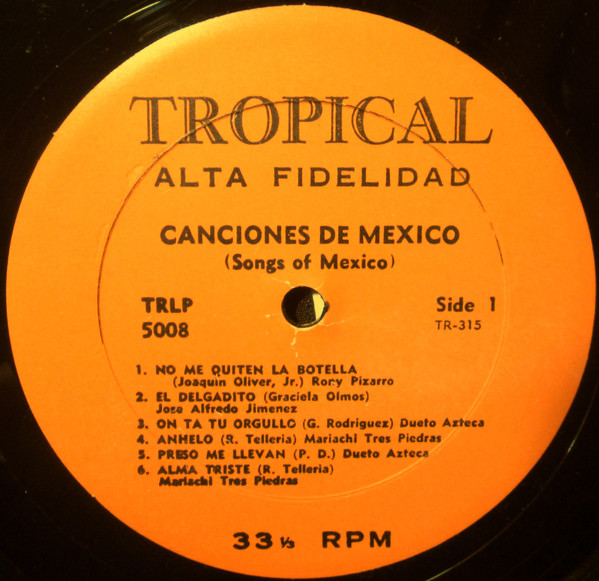 TROPICAL
ALTA FIDELIDAD
CANCIONES DE MEXICO
(Songs of Mexico)
TRLP Side 1
5008 TR-315
1. NO ME QUITEN LA BOTELLA
(Joaquin Oliver, Jr.) Rory Pizarro
2. EL DELGADITO (Graciela Olmos)
Jose Alfredo Jimenez
3. ON TA TU ORGULLO (G. Rodriguez) Dueto Azteca
4. ANHELO (R. Telleria) Mariachi Tres Piedras
5. PRESO ME LLEVAN (P. D.) Dueto Azteca
6. ALMA TRISTE (R. Telleria)
Mariachi Tres Piedras
33 ⅓ RPM